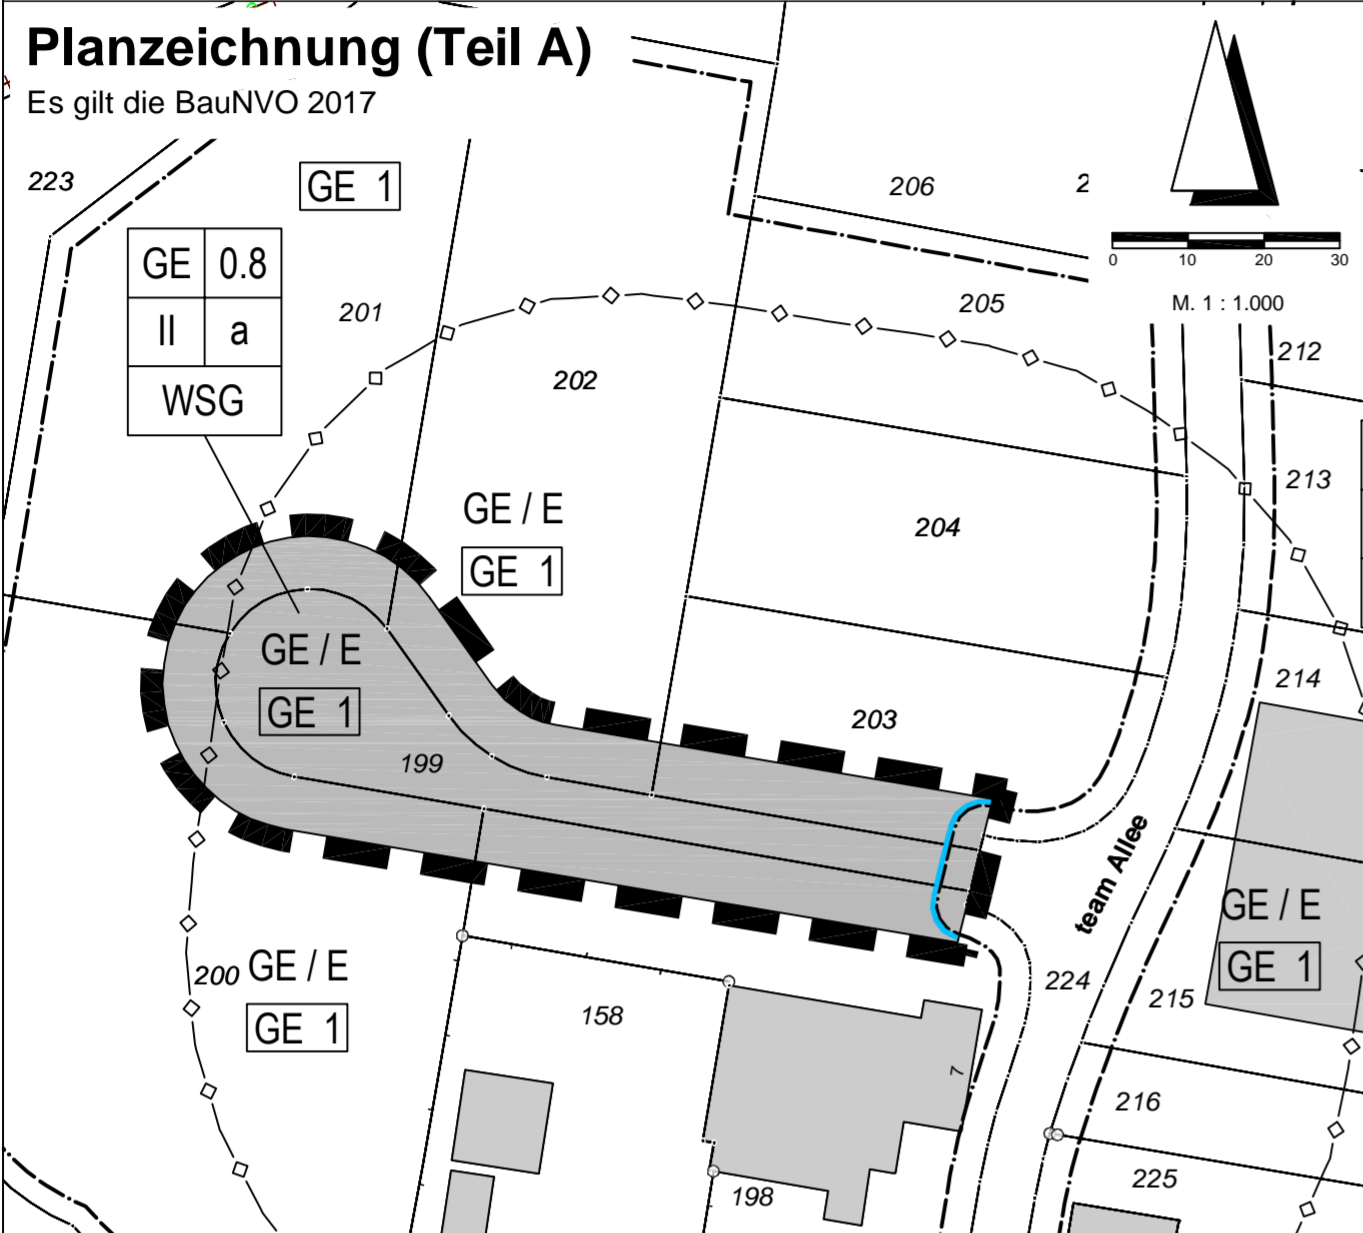 Planzeichnung (Teil A)
Es gilt die BauNVO 2017
223
GE 1
206
2
0 10 20 30
M. 1 : 1.000
GE 0.8
II a
WSG
201
205
212
202
213
GE / E
GE 1
204
GE / E
GE 1
214
203
199
team Allee
GE / E
GE 1
200
GE / E
GE 1
224
215
158
7
216
225
198